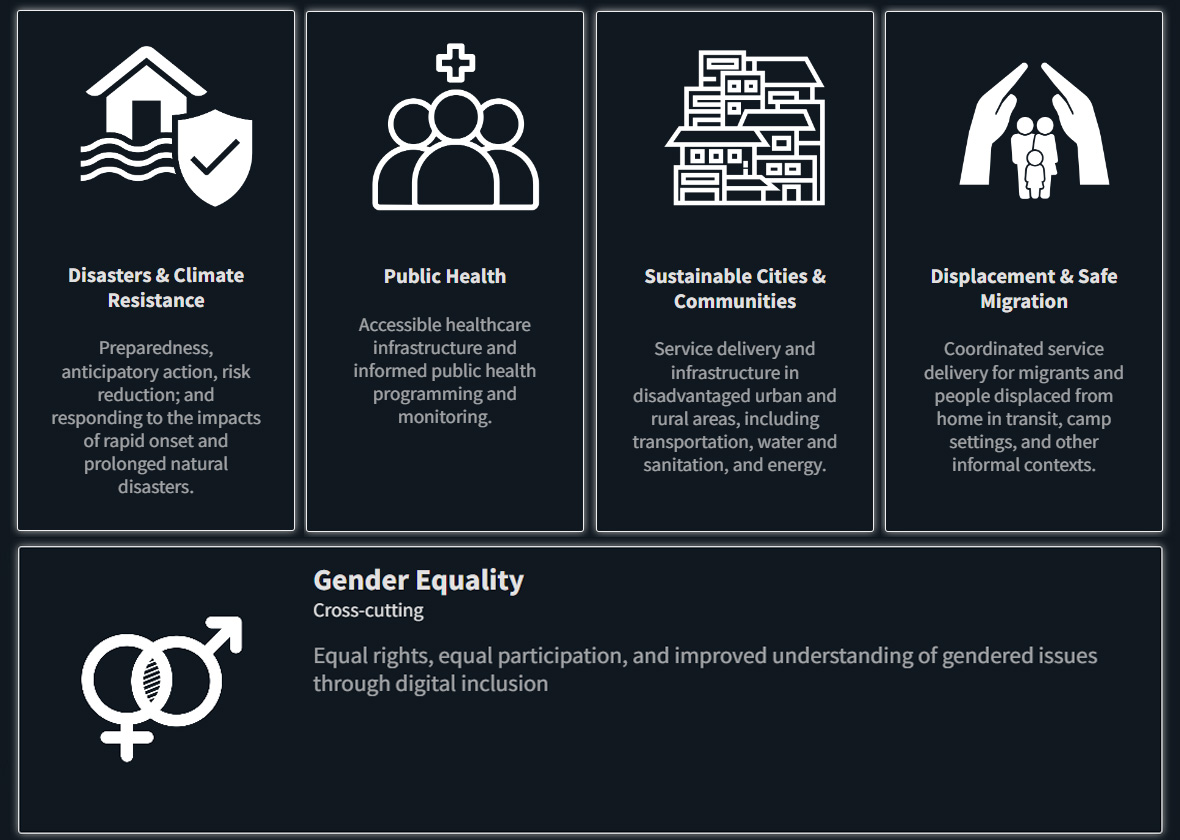 Disasters & Climate
Resistance
Preparedness,
anticipatory action, risk
reduction; and
responding to the impacts
of rapid onset and
prolonged natural
disasters.
Public Health
Accessible healthcare
infrastructure and
informed public health
programming and
monitoring.
Sustainable Cities &
Communities
Service delivery and
infrastructure in
disadvantaged urban and
rural areas, including
transportation, water and
sanitation, and energy.
Displacement & Safe
Migration
Coordinated service
delivery for migrants and
people displaced from
home in transit, camp
settings, and other
informal contexts.
Gender Equality
Cross-cutting
Equal rights, equal participation, and improved understanding of gendered issues
through digital inclusion